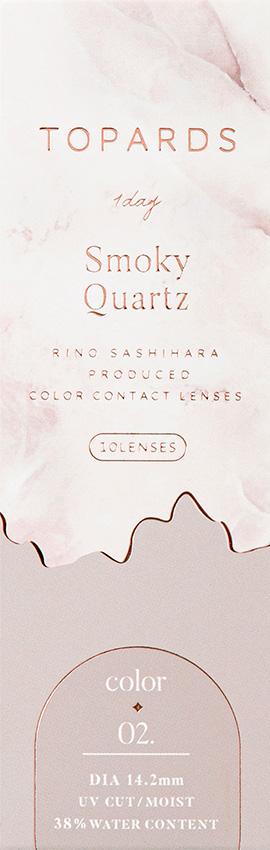 TOPARDS
1day
Smoky
Quartz
RINO SASHIHARA
PRODUCED
COLOR CONTACT LENSES
10LENSES
color
02.
DIA 14.2mm
UV CUT/MOIST
38% WATER CONTENT